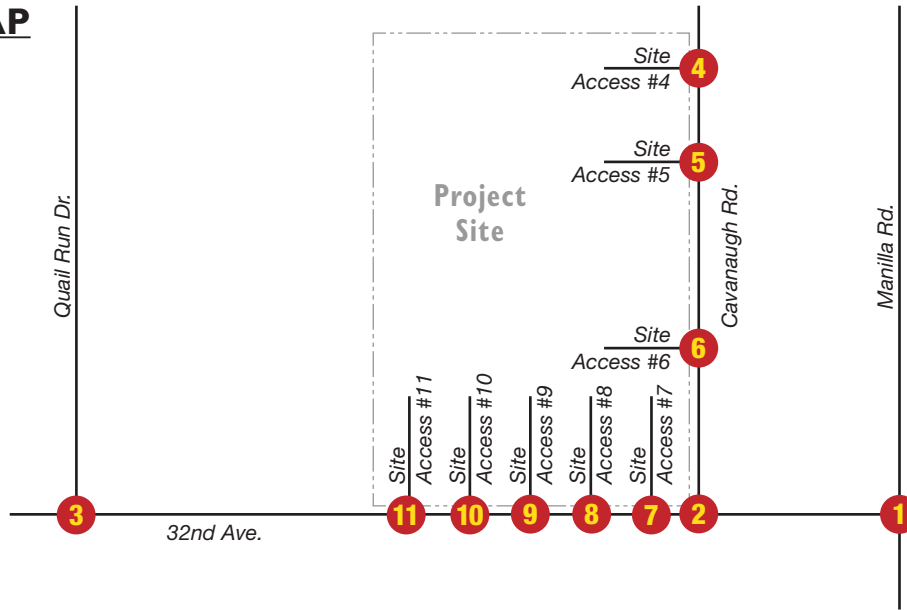 AP
Site
Access #4
4
Site
Access #5
5
Project
Site
Quail Run Dr.
Cavanaugh Rd.
Manilla Rd.
Site
Access #6
6
Site
Access #11
Site
Access #10
Site
Access #9
Site
Access #8
Site
Access #7
3
11
10
9
8
7
2
1
32nd Ave.